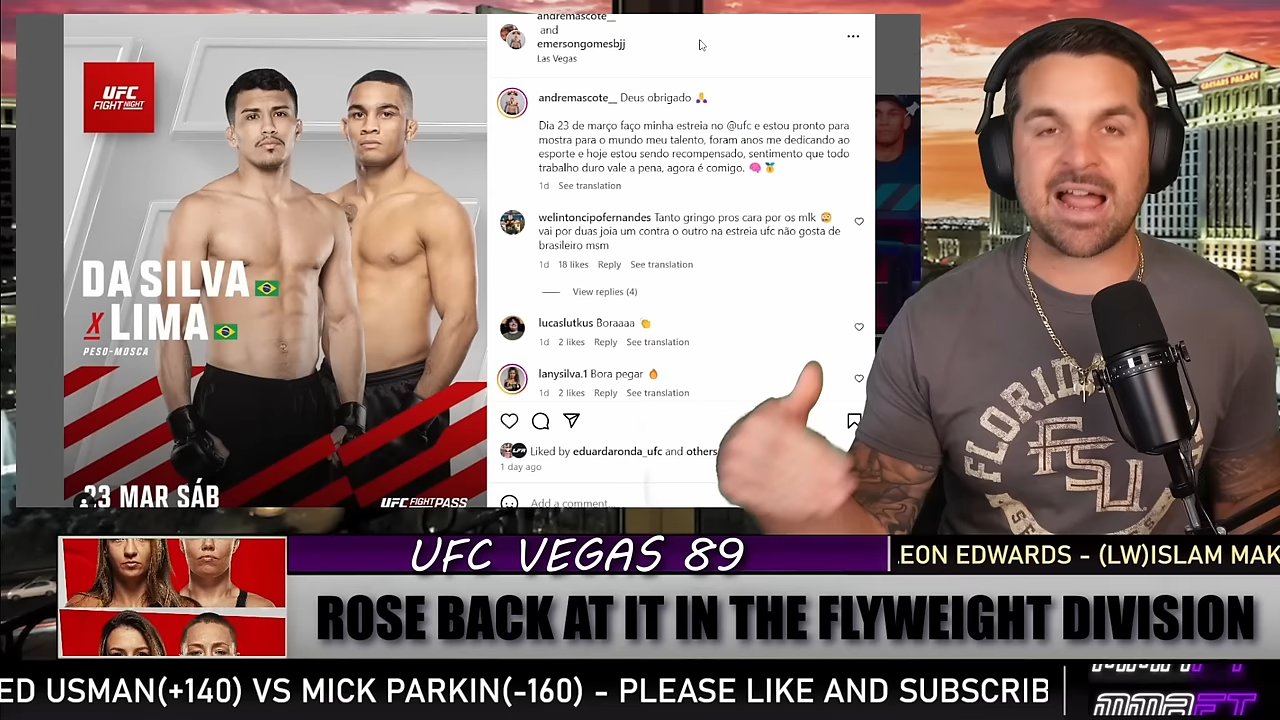 andremascote__
and
emersongomesbjj
Las Vegas
UFC
FIGHT NIGHT
andremascote__ Deus obrigado 🙏
Dia 23 de março faço minha estreia no @ufc e estou pronto para
mostra para o mundo meu talento, foram anos me dedicando ao
esporte e hoje estou sendo recompensado, sentimento que todo
trabalho duro vale a pena, agora é comigo. 🧠🥇
1d See translation
welintoncipofernandes Tanto gringo pros cara por os mlk 😳
vai por duas joia um contra o outro na estreia ufc não gosta de
brasileiro msm
1d 18 likes Reply See translation
View replies (4)
lucaslutkus Boraaaa 👏
1d 2 likes Reply See translation
lanysilva.1 Bora pegar 🔥
1d 2 likes Reply See translation
Liked by eduardaronda_ufc and others
1 day ago
Add a comment...
DA SILVA
X LIMA
PESO-MOSCA
23 MAR SÁB
UFC FIGHT PASS
CAESARS PALACE
FLORIDA
FSU
UFC VEGAS 89
EON EDWARDS - (LW)ISLAM MAK
ROSE BACK AT IT IN THE FLYWEIGHT DIVISION
ED USMAN(+140) VS MICK PARKIN(-160) - PLEASE LIKE AND SUBSCRIB